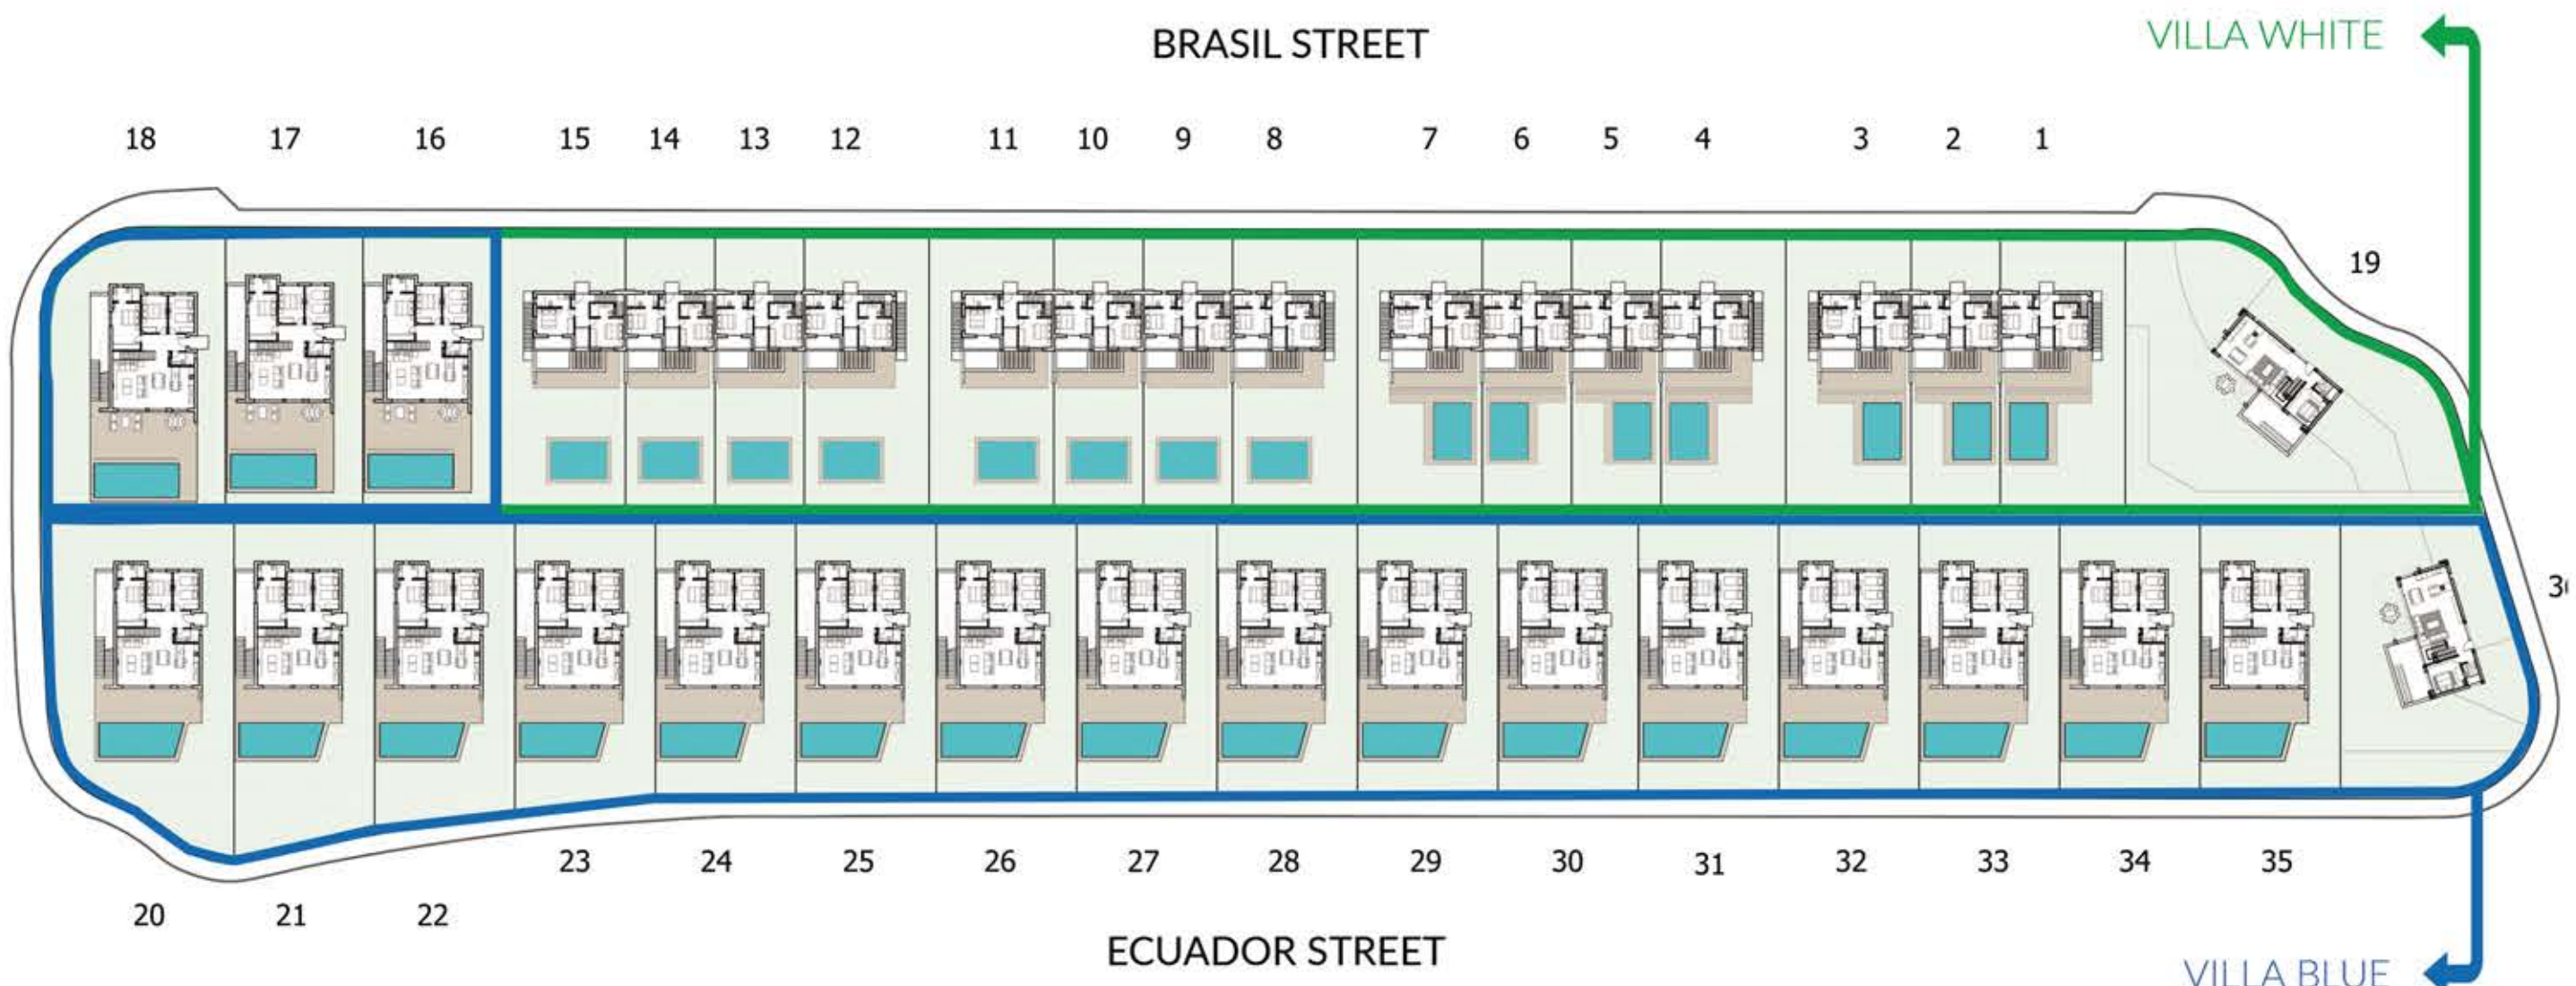 BRASIL STREET
VILLA WHITE
18 17 16 15 14 13 12 11 10 9 8 7 6 5 4 3 2 1
19
23 24 25 26 27 28 29 30 31 32 33 34 35
20 21 22
ECUADOR STREET
VILLA BLUE